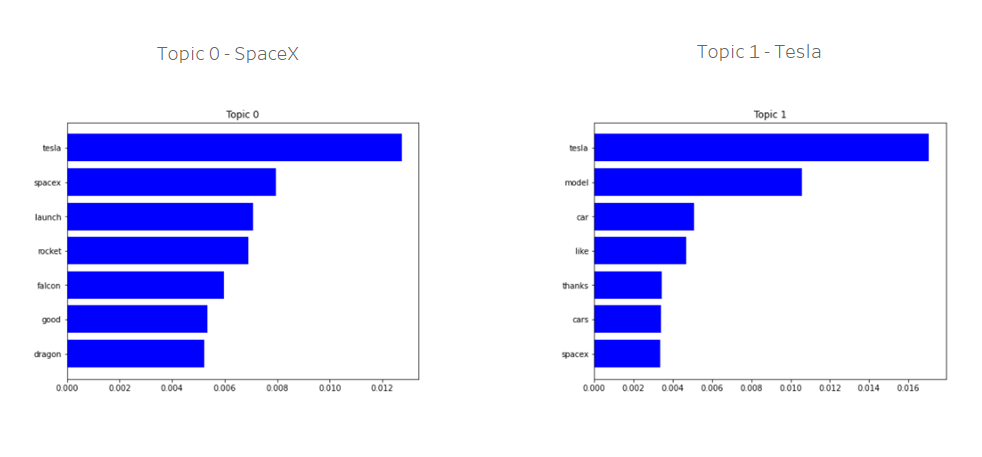 Topic 0 - SpaceX
Topic 0
tesla
spacex
launch
rocket
falcon
good
dragon
0.000 0.002 0.004 0.006 0.008 0.010 0.012
Topic 1 - Tesla
Topic 1
tesla
model
car
like
thanks
cars
spacex
0.000 0.002 0.004 0.006 0.008 0.010 0.012 0.014 0.016